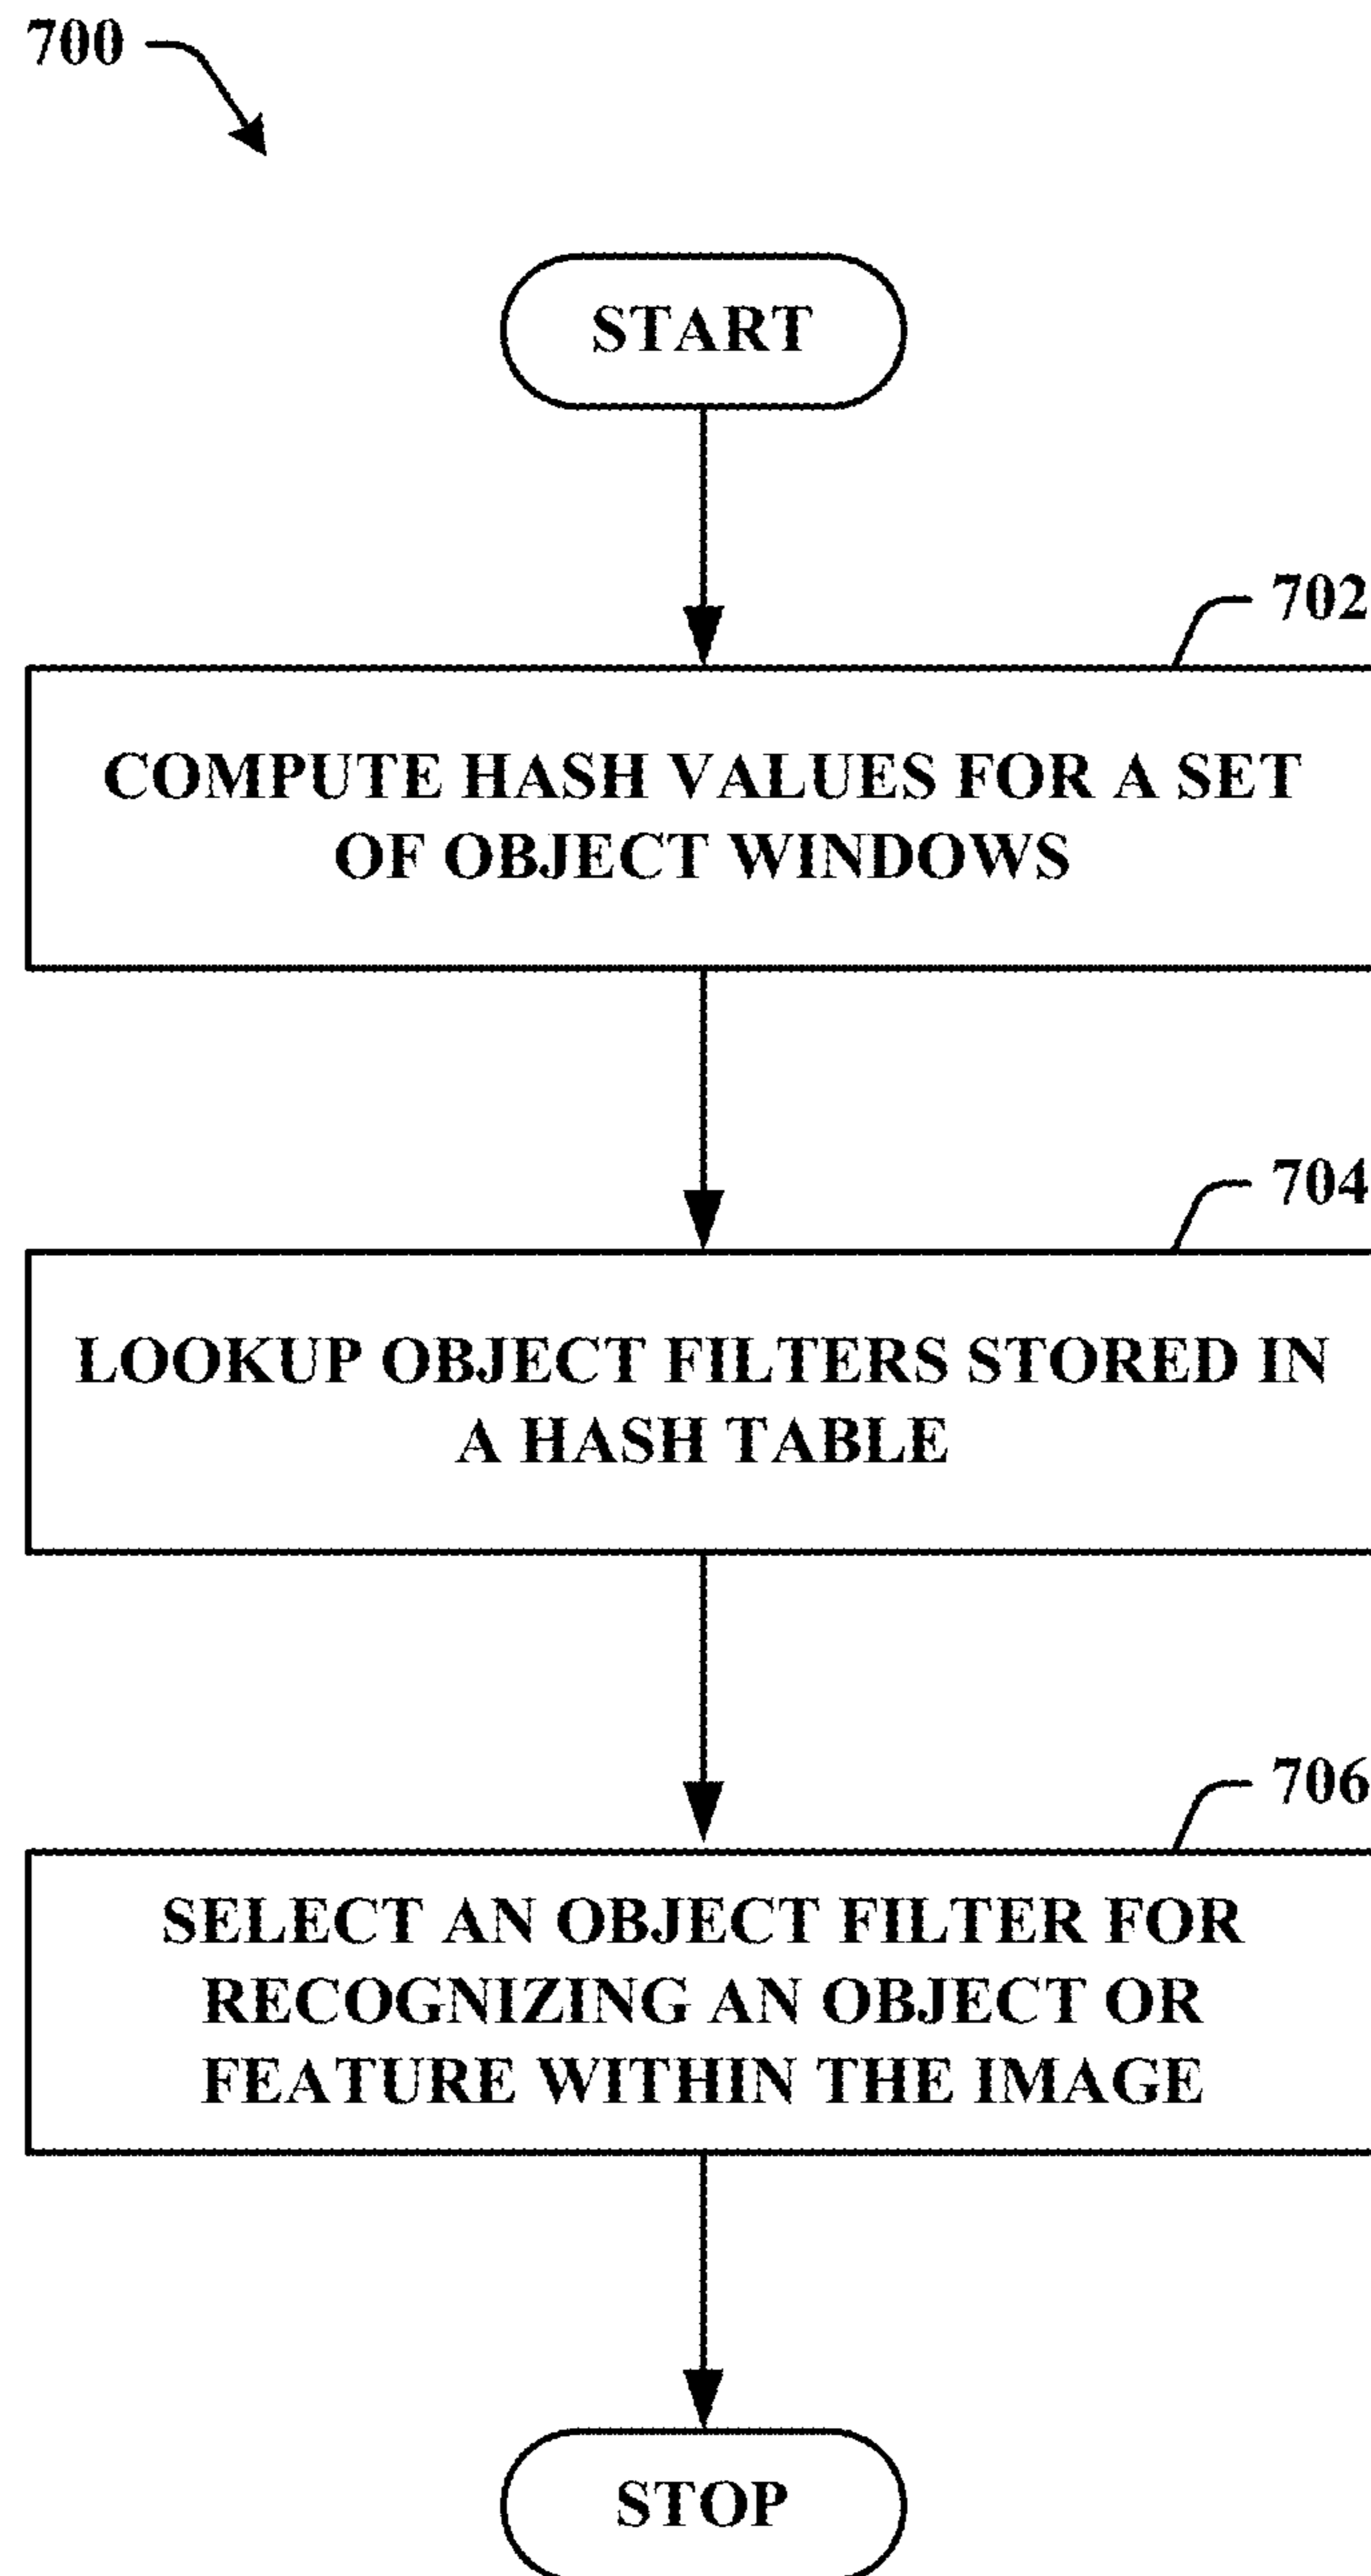 700
START
702
COMPUTE HASH VALUES FOR A SET
OF OBJECT WINDOWS
704
LOOKUP OBJECT FILTERS STORED IN
A HASH TABLE
706
SELECT AN OBJECT FILTER FOR
RECOGNIZING AN OBJECT OR
FEATURE WITHIN THE IMAGE
STOP